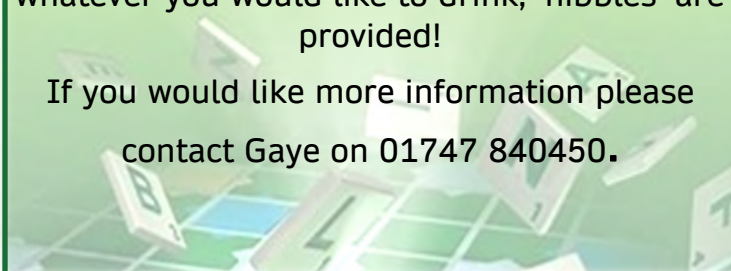 whatever you would like to drink, 'nibbles' are
provided!
If you would like more information please
contact Gaye on 01747 840450.